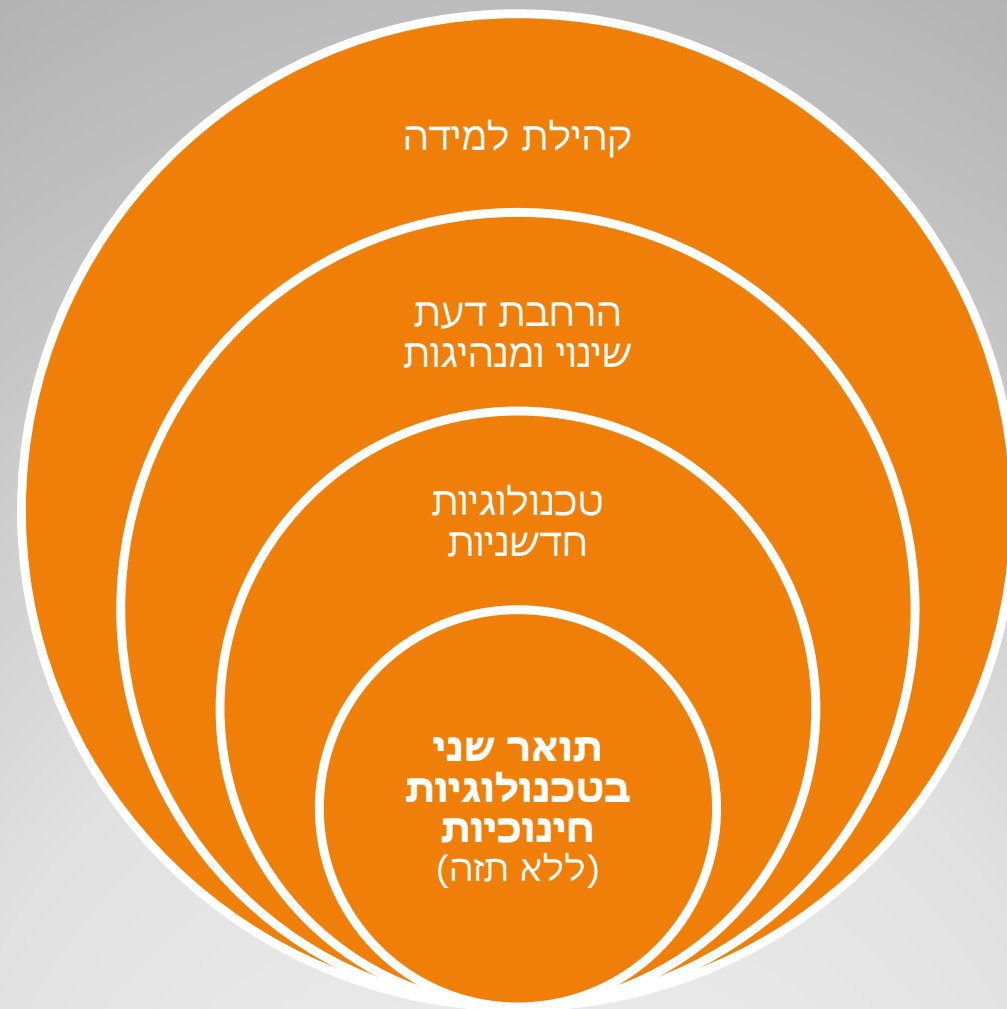 קהילת למידה
הרחבת דעת
שינוי ומנהיגות
טכנולוגיות
חדשניות
תואר שני
בטכנולוגיות
חינוכיות
(ללא תזה)